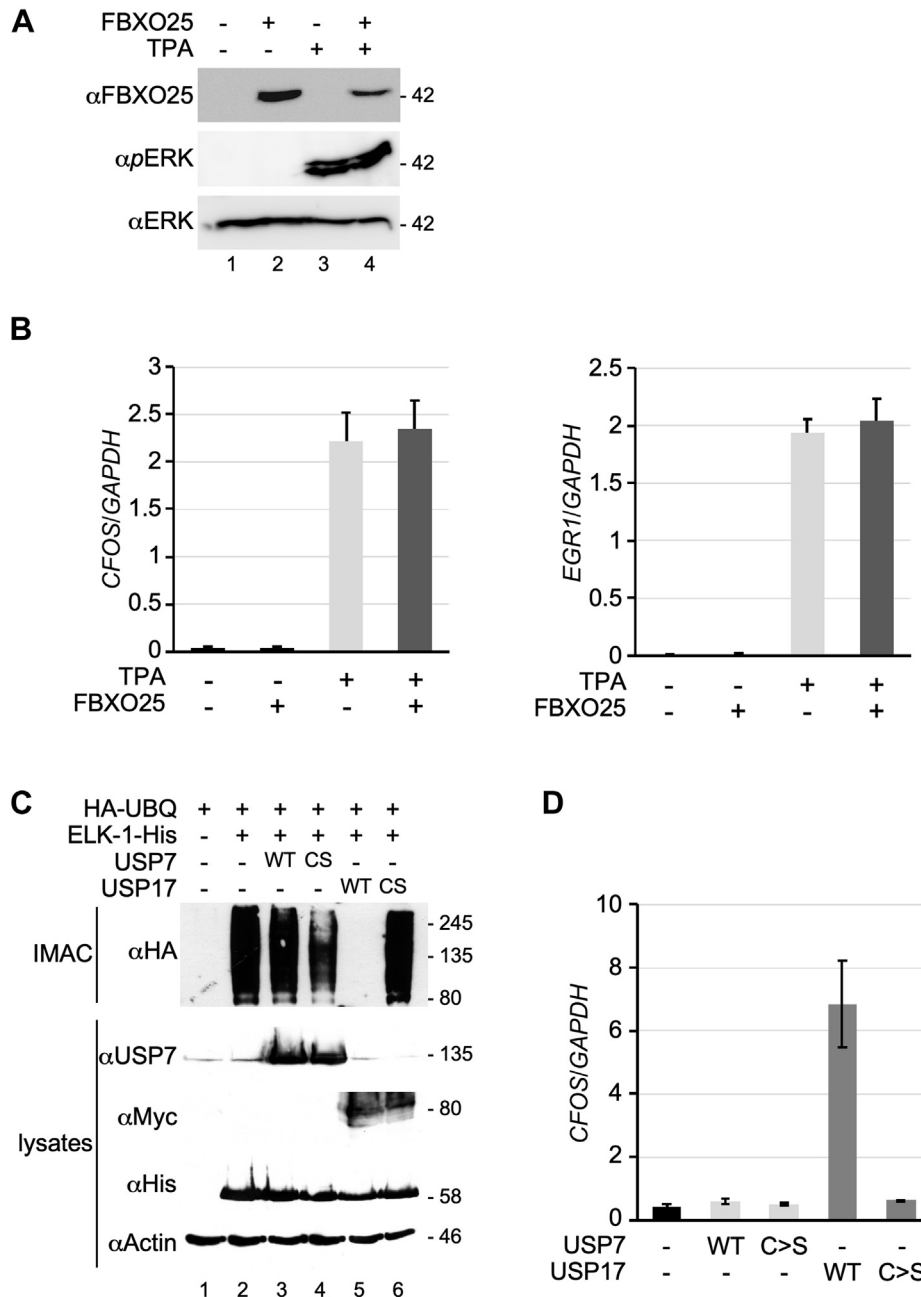 A
FBXO25 - + - +
TPA - - + +
αFBXO25 - 42
αpERK - 42
αERK - 42
1 2 3 4
B
3
2.5
2
1.5
1
0.5
0
CFOS/GAPDH
TPA - - + +
FBXO25 - + - +
2.5
2
1.5
1
0.5
0
EGR1/GAPDH
TPA - - + +
FBXO25 - + - +
C
HA-UBQ + + + + + +
ELK-1-His - + + + + +
USP7 - - WT CS - -
USP17 - - - - WT CS
IMAC
αHA
- 245
- 135
- 80
lysates
αUSP7 - 135
αMyc - 80
αHis - 58
αActin - 46
1 2 3 4 5 6
D
10
8
6
4
2
0
CFOS/GAPDH
USP7 - WT C>S - -
USP17 - - - WT C>S